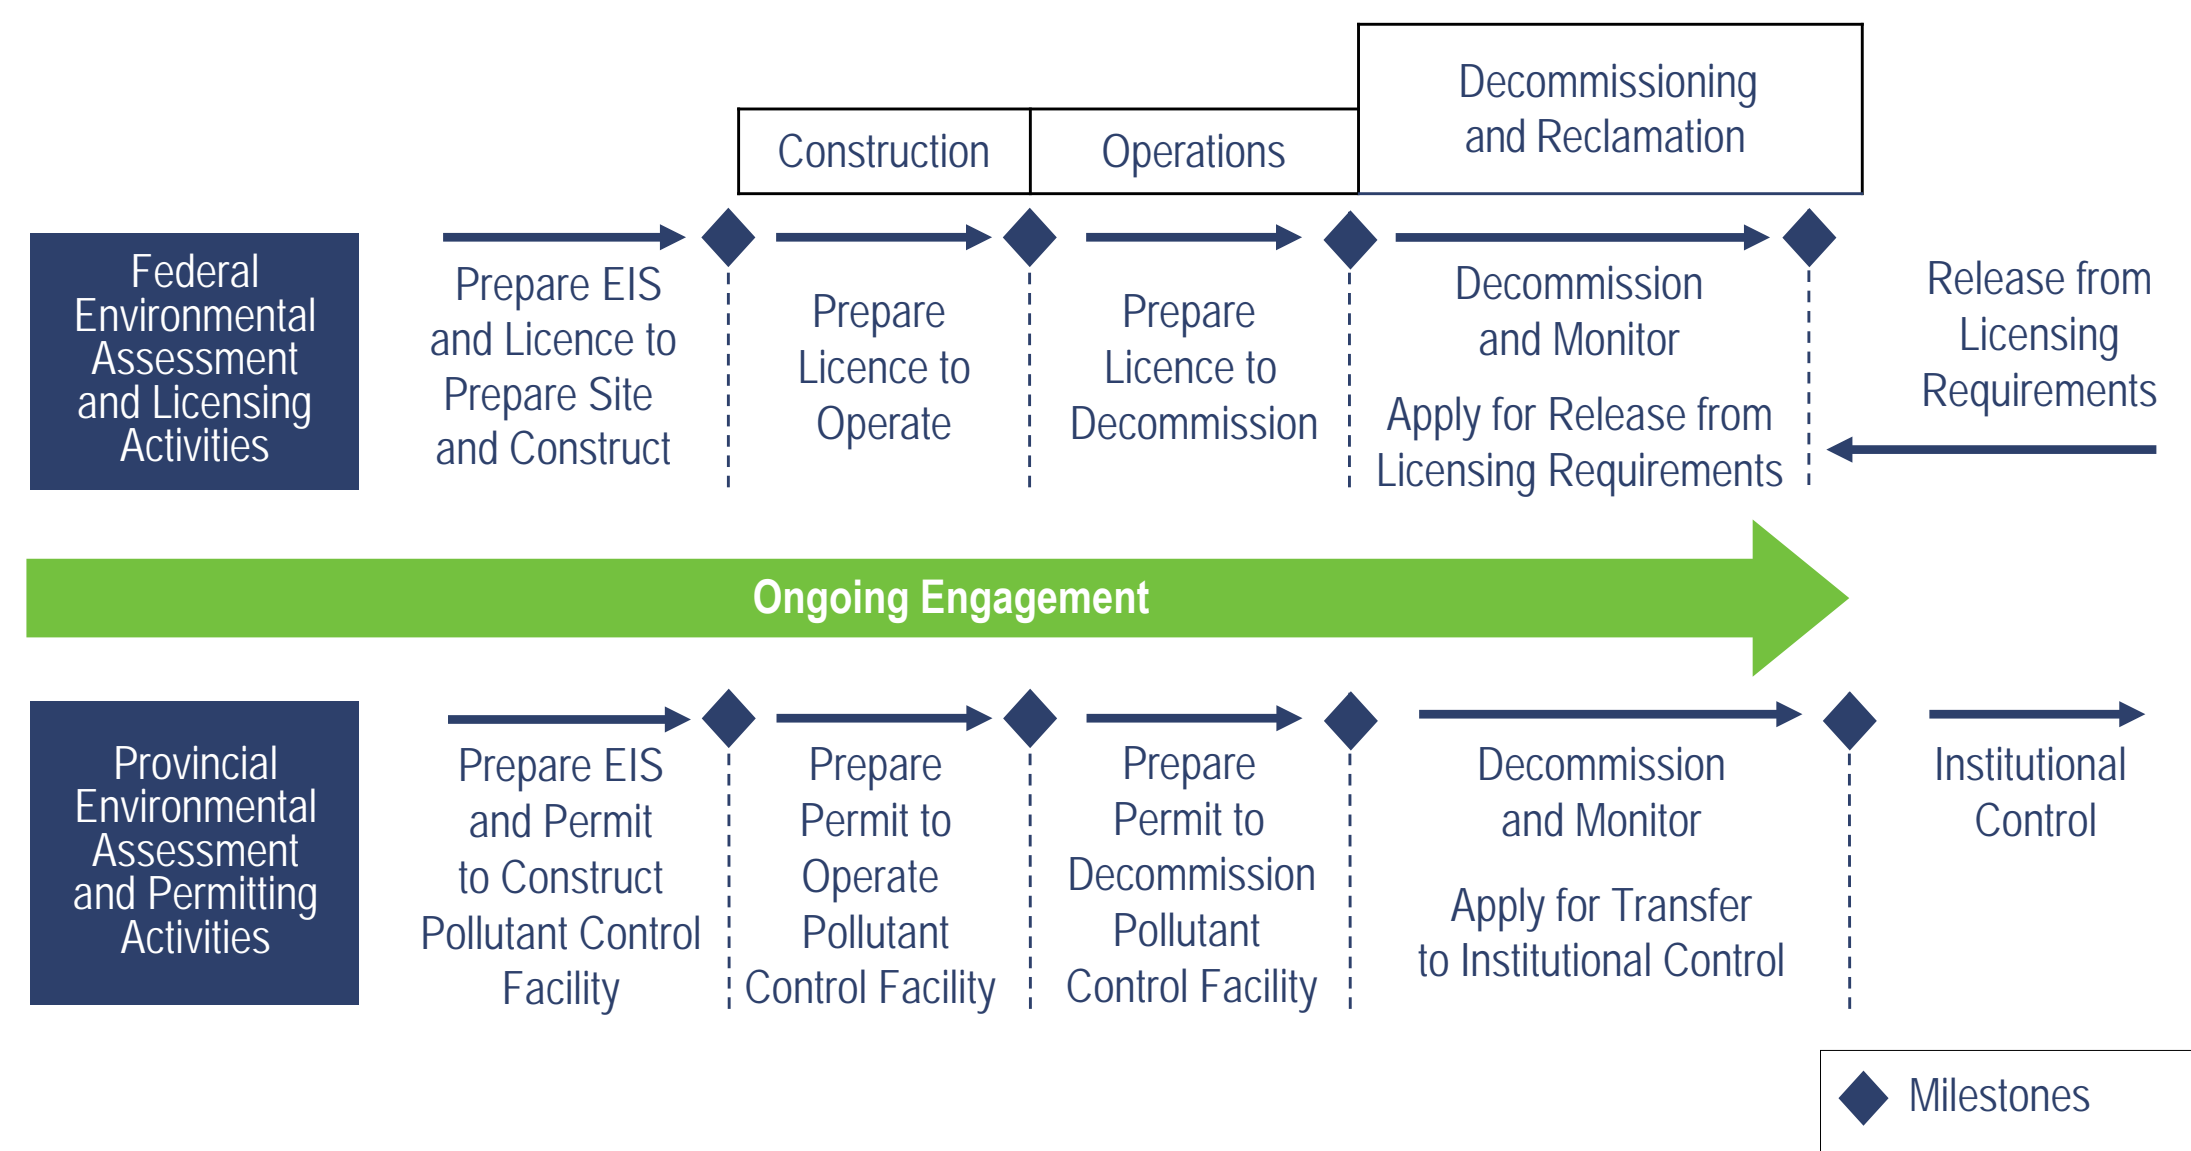 Construction
Operations
Decommissioning
and Reclamation
Federal
Environmental
Assessment
and Licensing
Activities
Prepare EIS
and Licence to
Prepare Site
and Construct
Prepare
Licence to
Operate
Prepare
Licence to
Decommission
Decommission
and Monitor
Apply for Release from
Licensing Requirements
Release from
Licensing
Requirements
Ongoing Engagement
Provincial
Environmental
Assessment
and Permitting
Activities
Prepare EIS
and Permit
to Construct
Pollutant Control
Facility
Prepare
Permit to
Operate
Pollutant
Control Facility
Prepare
Permit to
Decommission
Pollutant
Control Facility
Decommission
and Monitor
Apply for Transfer
to Institutional Control
Institutional
Control
Milestones